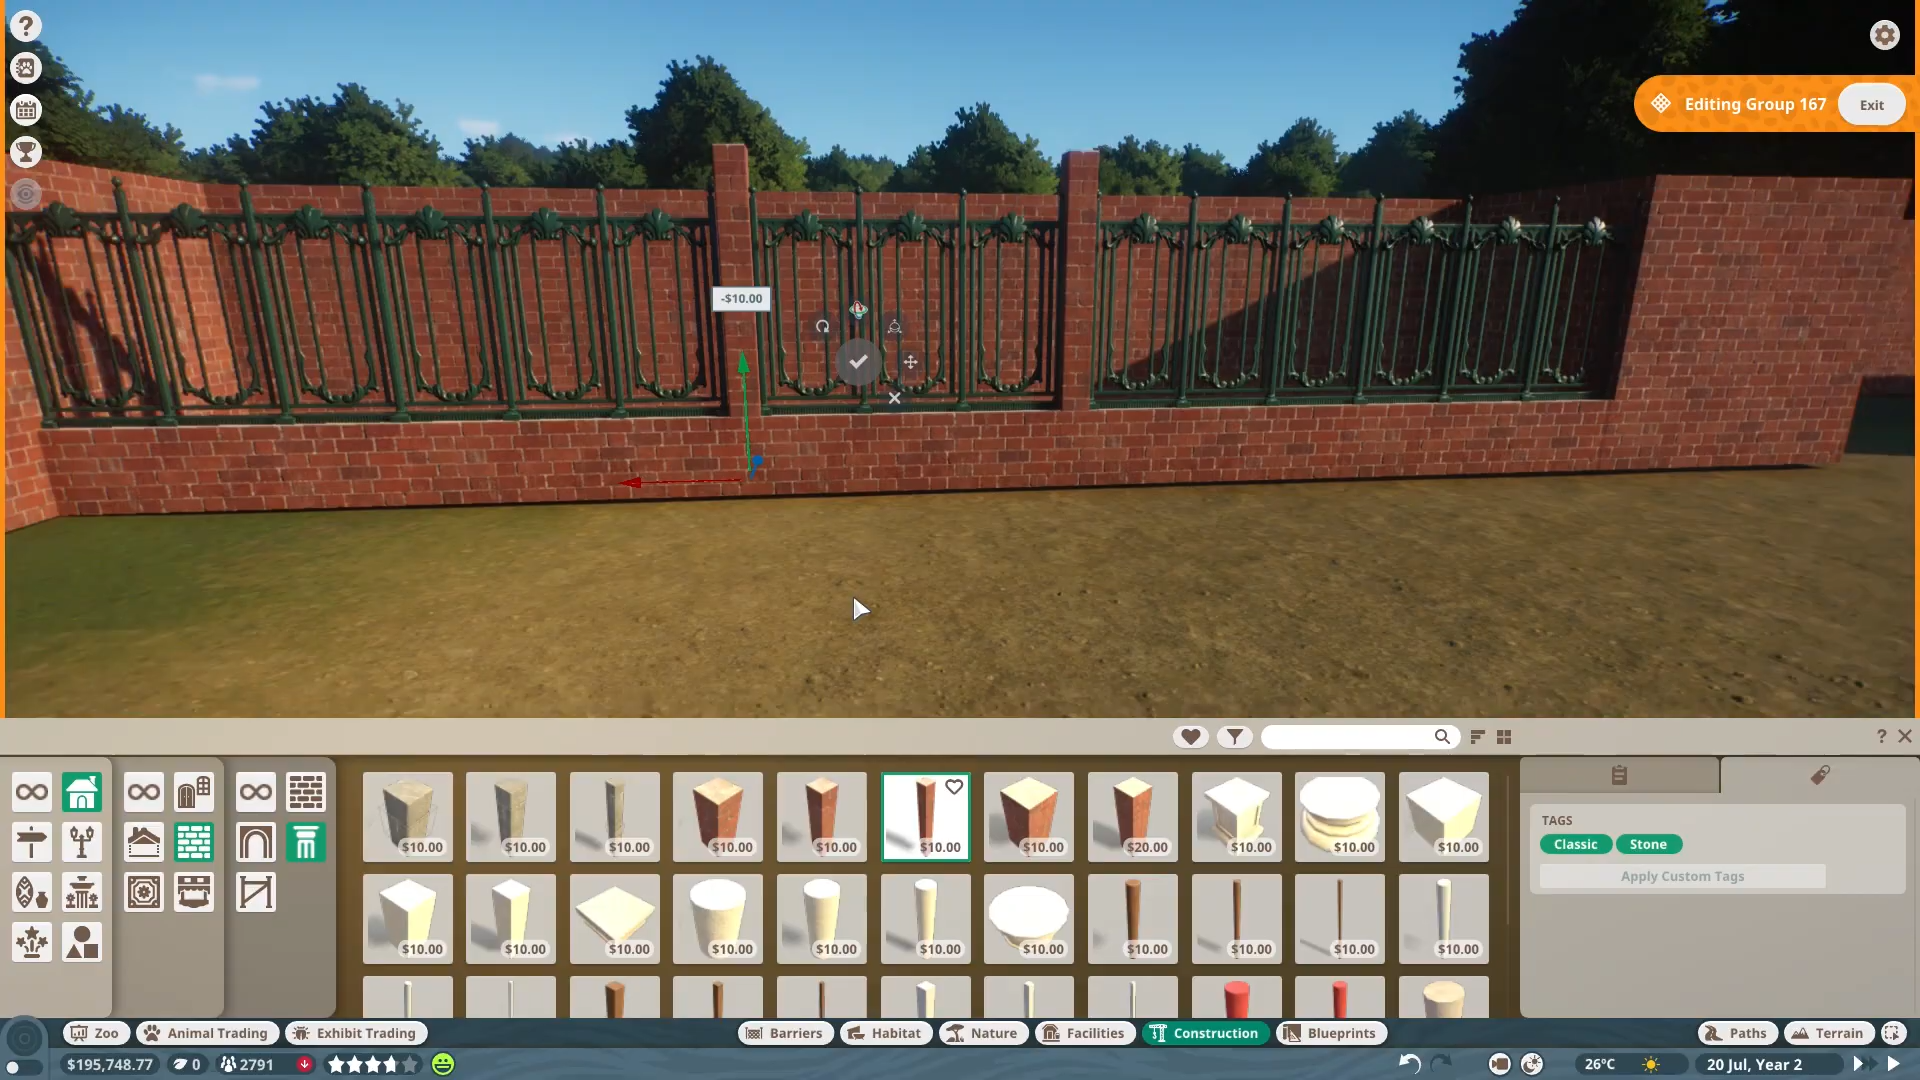 ?
Editing Group 167
Exit
-$10.00
?
$10.00 $10.00 $10.00 $10.00 $10.00 $10.00 $10.00 $20.00 $10.00 $10.00 $10.00
$10.00 $10.00 $10.00 $10.00 $10.00 $10.00 $10.00 $10.00 $10.00 $10.00 $10.00
TAGS
Classic Stone
Apply Custom Tags
Zoo Animal Trading Exhibit Trading Barriers Habitat Nature Facilities Construction Blueprints Paths Terrain
$195,748.77 0 2791 26°C 20 Jul, Year 2